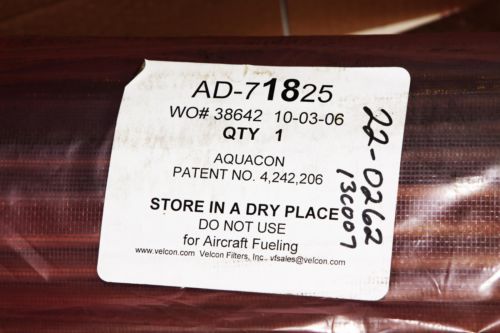 AD-71825
WO# 38642 10-03-06
QTY 1
AQUACON
PATENT NO. 4,242,206
STORE IN A DRY PLACE
DO NOT USE
for Aircraft Fueling
www.velcon.com Velcon Filters, Inc. vfsales@velcon.com
22-0262
13C007